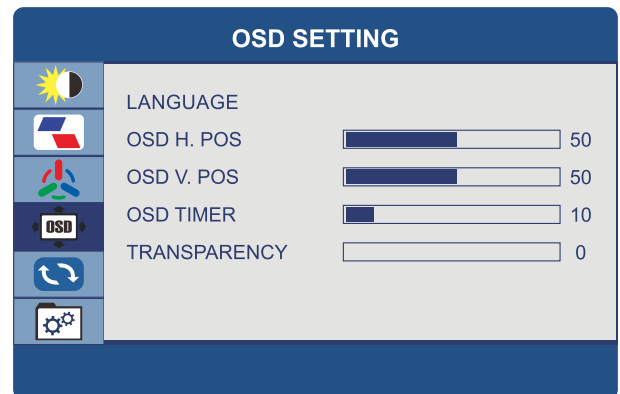 OSD SETTING
LANGUAGE
OSD H. POS 50
OSD V. POS 50
OSD
OSD TIMER 10
TRANSPARENCY 0